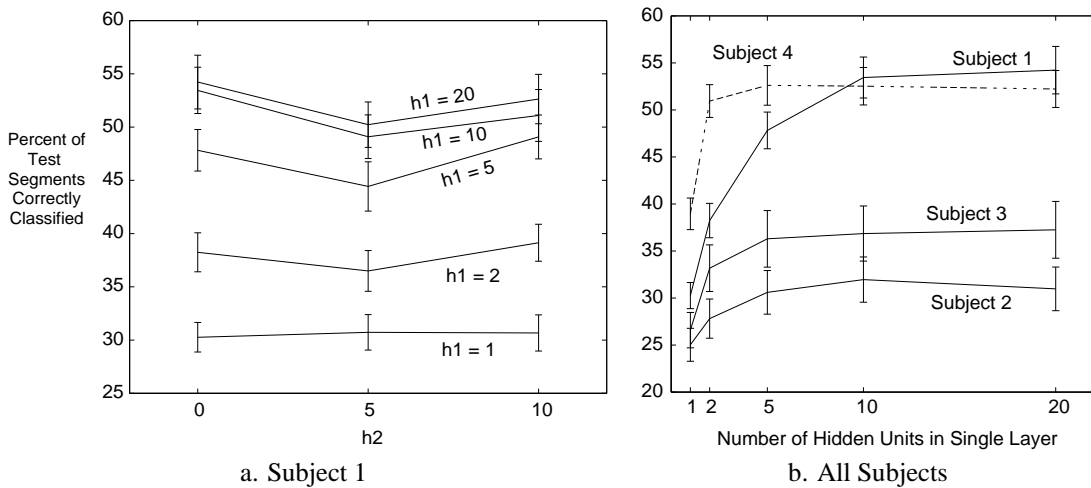 60
55
50
45
40
35
30
25
Percent of
Test
Segments
Correctly
Classified
h1 = 20
h1 = 10
h1 = 5
h1 = 2
h1 = 1
0 5 10
h2
a. Subject 1
60
55
50
45
40
35
30
25
20
Subject 4
Subject 1
Subject 3
Subject 2
1 2 5 10 20
Number of Hidden Units in Single Layer
b. All Subjects